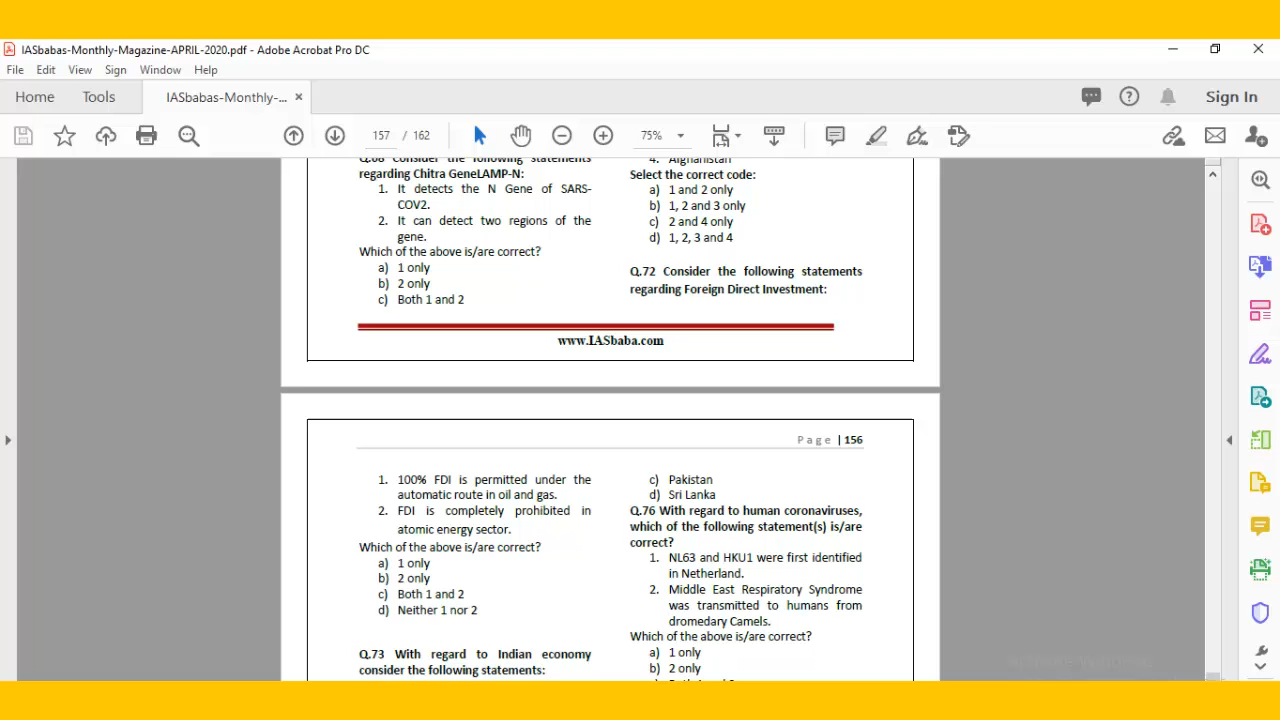 IASbabas-Monthly-Magazine-APRIL-2020.pdf - Adobe Acrobat Pro DC
File Edit View Sign Window Help
Home Tools IASbabas-Monthly-... × Sign In
157 / 162 75%
Q.68 Consider the following statements
regarding Chitra GeneLAMP-N:
1. It detects the N Gene of SARS-
COV2.
2. It can detect two regions of the
gene.
Which of the above is/are correct?
a) 1 only
b) 2 only
c) Both 1 and 2
4. Afghanistan
Select the correct code:
a) 1 and 2 only
b) 1, 2 and 3 only
c) 2 and 4 only
d) 1, 2, 3 and 4
Q.72 Consider the following statements
regarding Foreign Direct Investment:
www.IASbaba.com
Page | 156
1. 100% FDI is permitted under the
automatic route in oil and gas.
2. FDI is completely prohibited in
atomic energy sector.
Which of the above is/are correct?
a) 1 only
b) 2 only
c) Both 1 and 2
d) Neither 1 nor 2
Q.73 With regard to Indian economy
consider the following statements:
c) Pakistan
d) Sri Lanka
Q.76 With regard to human coronaviruses,
which of the following statement(s) is/are
correct?
1. NL63 and HKU1 were first identified
in Netherland.
2. Middle East Respiratory Syndrome
was transmitted to humans from
dromedary Camels.
Which of the above is/are correct?
a) 1 only
b) 2 only